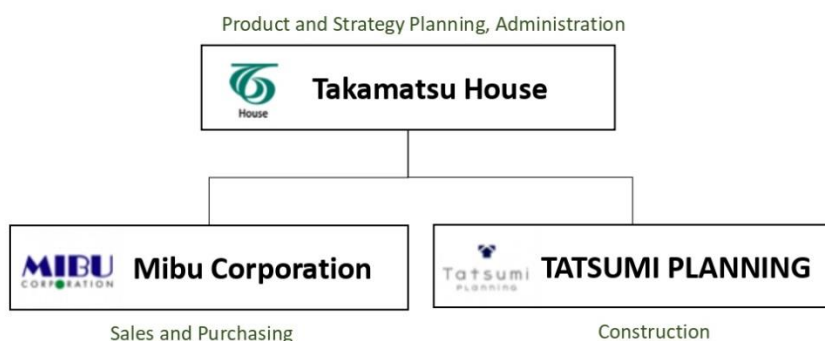 Product and Strategy Planning, Administration
House
Takamatsu House
MIBU
CORPORATION
Mibu Corporation
Tatsumi
PLANNING
TATSUMI PLANNING
Sales and Purchasing
Construction